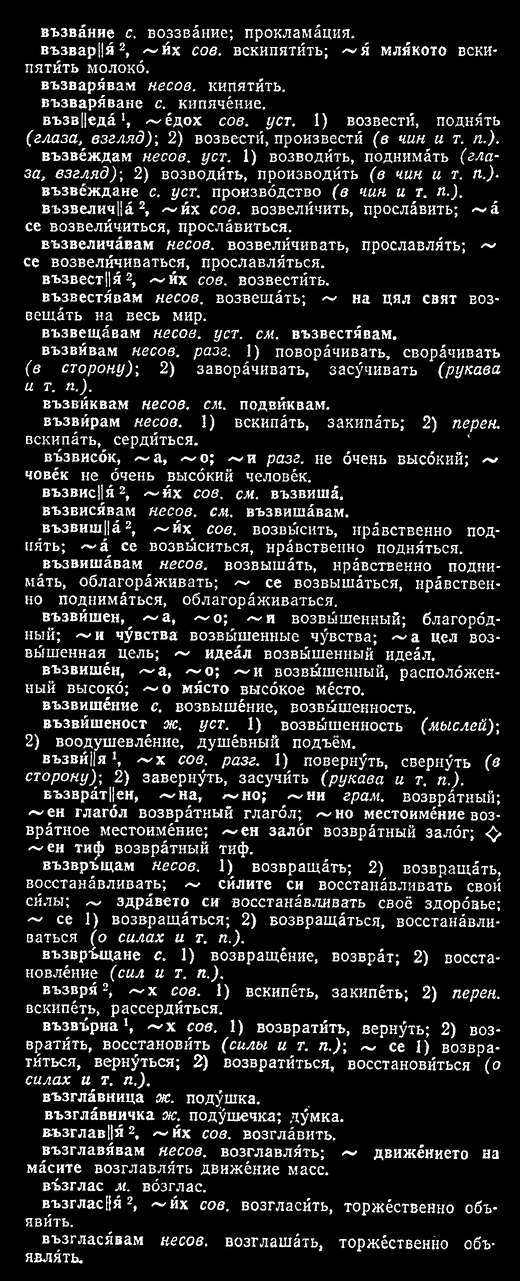 възва́ние с. воззва́ние; прокlamáция.
възвар||я́ ², ~и́х сов. вскипяти́ть; ~я́ мля́кото вски-
пяти́ть молоко́.
възваря́вам несов. кипяти́ть.
възваря́ване с. кипяче́ние.
възв||еда́ ¹, ~е́дох сов. уст. 1) возвести́, подня́ть
(глаза́, взгляд); 2) возвести́, произвести́ (в чин и т. п.).
възве́ждам несов. уст. 1) возводи́ть, поднима́ть (гла-
за́, взгляд); 2) возводи́ть, производи́ть (в чин и т. п.).
възве́ждане с. уст. произво́дство (в чин и т. п.).
възвелич||а́ ², ~и́х сов. возвели́чить, просла́вить; ~а́
се возвели́читься, просла́виться.
възвелича́вам несов. возвели́чивать, прославля́ть; ~
се возвели́чиваться, прославля́ться.
възвест||я́ ², ~и́х сов. возвести́ть.
възвестя́вам несов. возвеща́ть; ~ на цял свят воз-
веща́ть на весь мир.
възвеща́вам несов. уст. см. възвестя́вам.
възви́вам несов. разг. 1) повора́чивать, свора́чивать
(в сторону); 2) завора́чивать, засу́чивать (рукава
и т. п.).
възви́квам несов. см. подви́квам.
възви́рам несов. 1) вскипа́ть, закипа́ть; 2) перен.
вскипа́ть, серди́ться.
въ́звисо́к, ~а, ~о; ~и разг. не о́чень высо́кий; ~
чове́к не о́чень высо́кий челове́к.
възвис||я́ ², ~и́х сов. см. възвиша́.
възвися́вам несов. см. възвиша́вам.
възвиш||а́ ², ~и́х сов. возвы́сить, нра́вственно под-
ня́ть; ~а́ се возвы́ситься, нра́вственно подня́ться.
възвиша́вам несов. возвыша́ть, нра́вственно подни-
ма́ть, облагора́живать; ~ се возвыша́ться, нра́вствен-
но поднима́ться, облагора́живаться.
възви́шен, ~а, ~о; ~и возвы́шенный; благоро́д-
ный; ~и чу́вства возвы́шенные чу́вства; ~а цел воз-
вы́шенная цель; ~ идеа́л возвы́шенный идеа́л.
възвише́н, ~а, ~о; ~и возвы́шенный, располо́жен-
ный высоко́; ~о мя́сто высо́кое ме́сто.
възвише́ние с. возвыше́ние, возвы́шенность.
възви́шеност ж. уст. 1) возвы́шенность (мыслей);
2) воодушевле́ние, душе́вный подъём.
възви́||я ¹, ~х сов. разг. 1) поверну́ть, сверну́ть (в
сторону); 2) заверну́ть, засучи́ть (рукава и т. п.).
възвра́т||ен, ~на, ~но; ~ни грам. возвра́тный;
~ен глаго́л возвра́тный глаго́л; ~но местоиме́ние воз-
вра́тное местоиме́ние; ~ен зало́г возвра́тный зало́г; ◇
~ен тиф возвра́тный тиф.
възвръ́щам несов. 1) возвраща́ть; 2) возвраща́ть,
восстана́вливать; ~ си́лите си восстана́вливать свои
си́лы; ~ здра́вето си восстана́вливать своё здоро́вье;
~ се 1) возвраща́ться; 2) возвраща́ться, восстана́вли-
ваться (о силах и т. п.).
възвръ́щане с. 1) возвраще́ние, возвра́т; 2) восста-
новле́ние (сил и т. п.).
възвря́ ², ~х сов. 1) вскипе́ть, закипе́ть; 2) перен.
вскипе́ть, рассерди́ться.
възвъ́рна ¹, ~х сов. 1) возврати́ть, верну́ть; 2) воз-
врати́ть, восстанови́ть (силы и т. п.); ~ се 1) возвра-
ти́ться, верну́ться; 2) возврати́ться, восстанови́ться (о
силах и т. п.).
възгла́вница ж. поду́шка.
възгла́вничка ж. поду́шечка; ду́мка.
възглав||я́ ², ~и́х сов. возгла́вить.
възглавя́вам несов. возглавля́ть; ~ движе́нието на
ма́сите возглавля́ть движе́ние масс.
въ́зглас м. во́зглас.
възглас||я́ ², ~и́х сов. возгласи́ть, торже́ственно объ-
яви́ть.
възглася́вам несов. возглаша́ть, торже́ственно объ-
явля́ть.